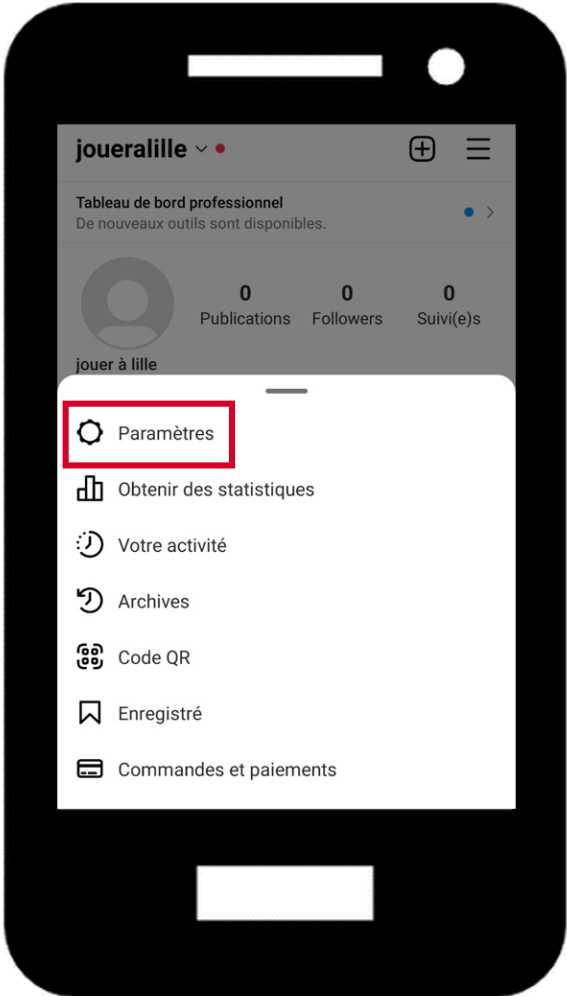 joueralille
Tableau de bord professionnel
De nouveaux outils sont disponibles.
0 0 0
Publications Followers Suivi(e)s
jouer à lille
Paramètres
Obtenir des statistiques
Votre activité
Archives
Code QR
Enregistré
Commandes et paiements